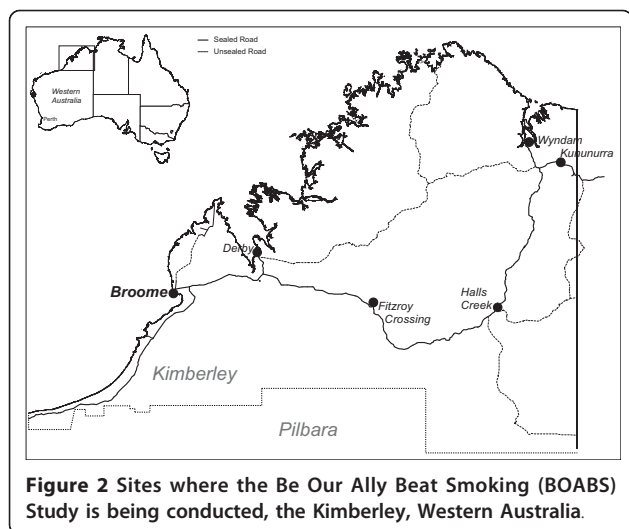 Sealed Road
Unsealed Road
Western
Australia
Perth
Wyndam
Kununurra
Derby
Broome
Fitzroy
Crossing
Halls
Creek
Kimberley
Pilbara
Figure 2 Sites where the Be Our Ally Beat Smoking (BOABS)
Study is being conducted, the Kimberley, Western Australia.